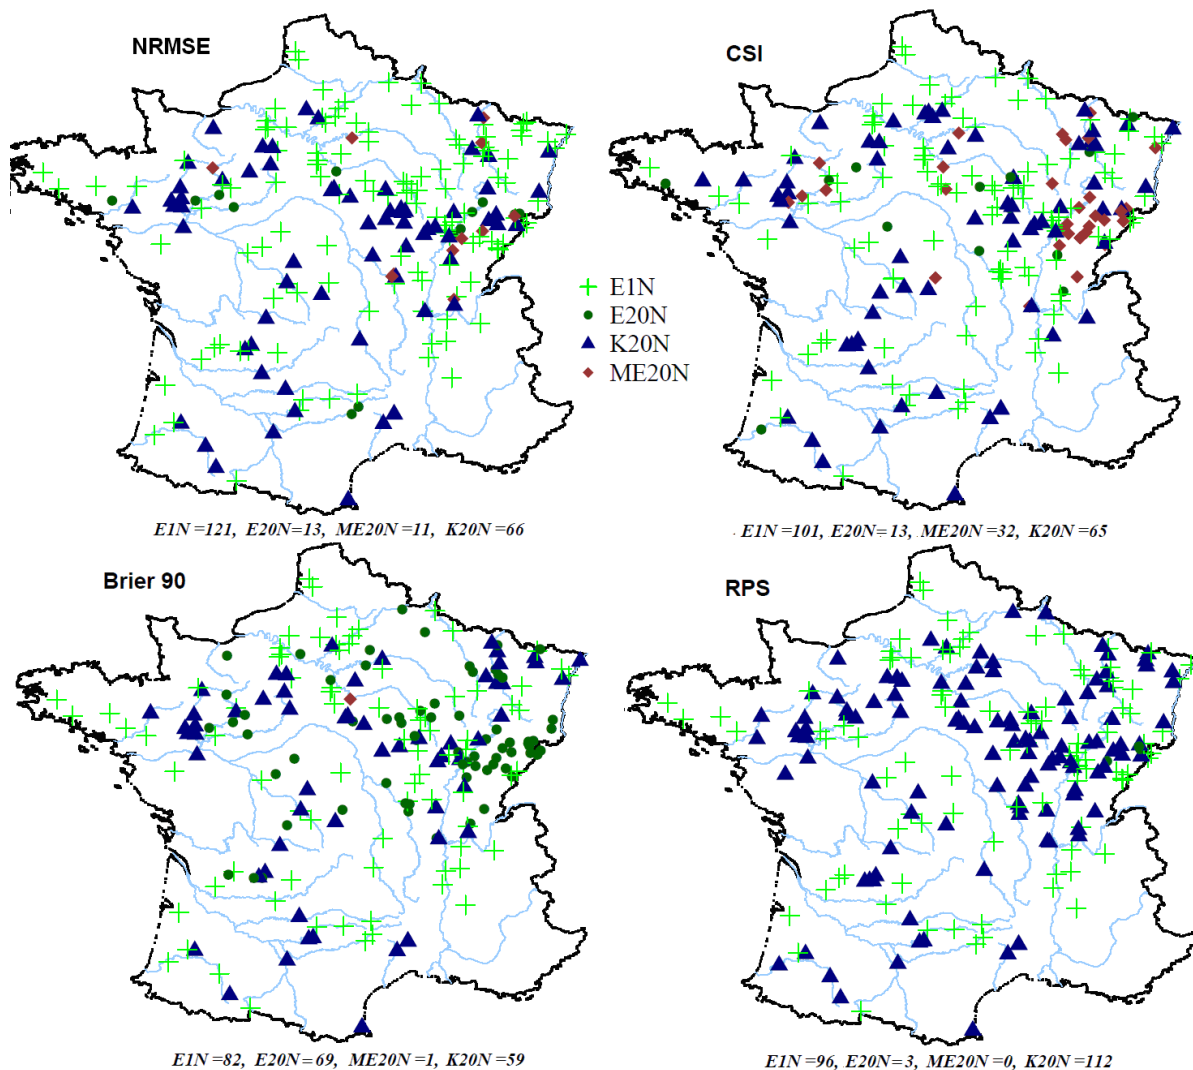 NRMSE
CSI
E1N
E20N
K20N
ME20N
E1N =121, E20N=13, ME20N=11, K20N =66
E1N =101, E20N=13, ME20N=32, K20N=65
Brier 90
RPS
E1N =82, E20N=69, ME20N=1, K20N=59
E1N =96, E20N=3, ME20N=0, K20N=112